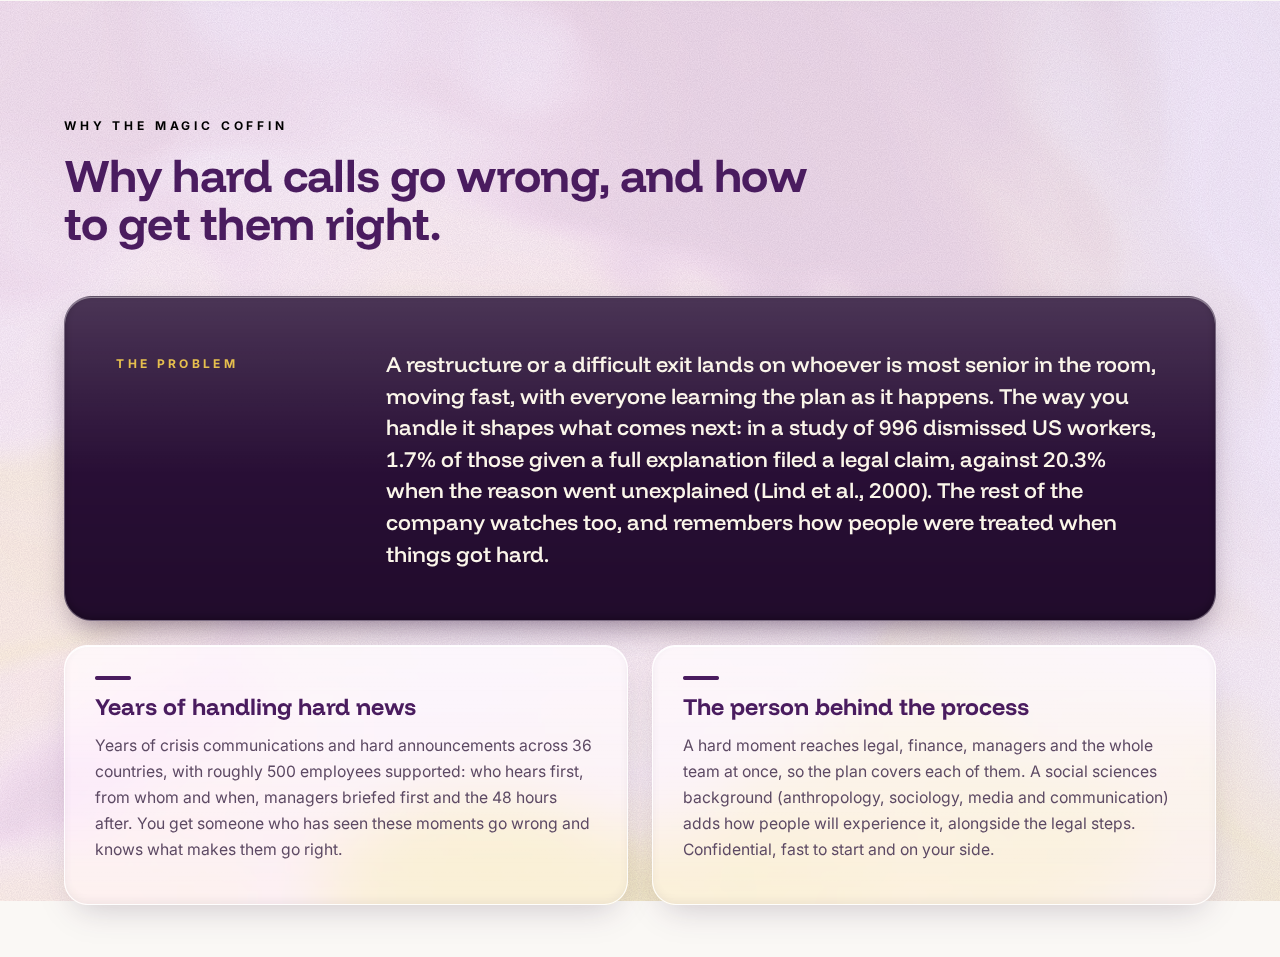 WHY THE MAGIC COFFIN
Why hard calls go wrong, and how
to get them right.
THE PROBLEM
A restructure or a difficult exit lands on whoever is most senior in the room,
moving fast, with everyone learning the plan as it happens. The way you
handle it shapes what comes next: in a study of 996 dismissed US workers,
1.7% of those given a full explanation filed a legal claim, against 20.3%
when the reason went unexplained (Lind et al., 2000). The rest of the
company watches too, and remembers how people were treated when
things got hard.
Years of handling hard news
Years of crisis communications and hard announcements across 36
countries, with roughly 500 employees supported: who hears first,
from whom and when, managers briefed first and the 48 hours
after. You get someone who has seen these moments go wrong and
knows what makes them go right.
The person behind the process
A hard moment reaches legal, finance, managers and the whole
team at once, so the plan covers each of them. A social sciences
background (anthropology, sociology, media and communication)
adds how people will experience it, alongside the legal steps.
Confidential, fast to start and on your side.